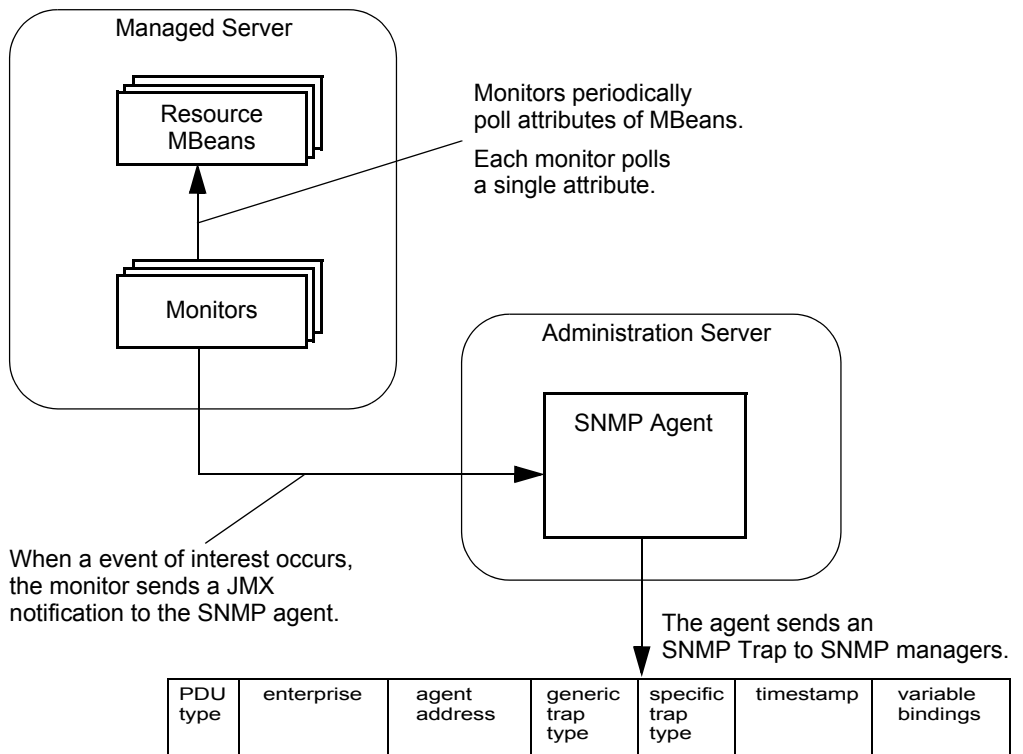 Managed Server
Resource
MBeans
Monitors periodically
poll attributes of MBeans.
Each monitor polls
a single attribute.
Monitors
Administration Server
SNMP Agent
When a event of interest occurs,
the monitor sends a JMX
notification to the SNMP agent.
The agent sends an
SNMP Trap to SNMP managers.
PDU
type
enterprise
agent
address
generic
trap
type
specific
trap
type
timestamp
variable
bindings